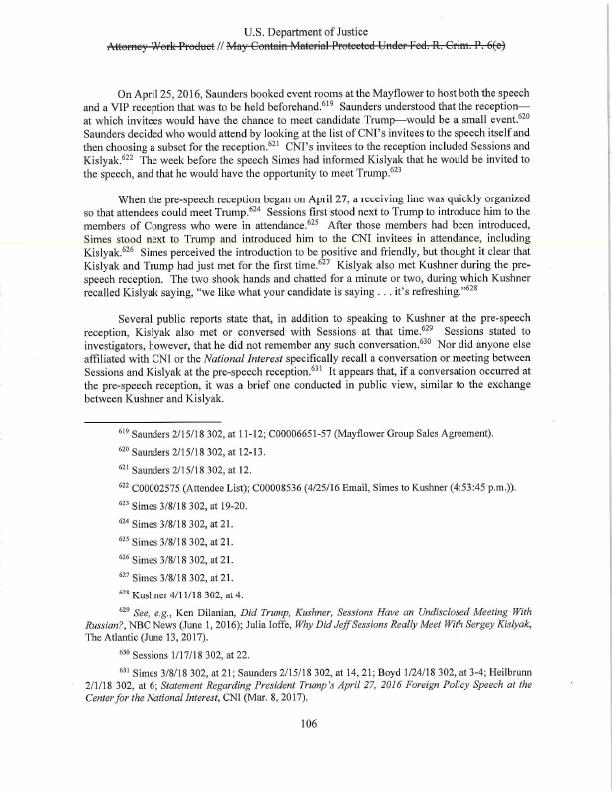 U.S. Department of Justice
Attorney Work Product // May Contain Material Protected Under Fed. R. Crim. P. 6(e)
On April 25, 2016, Saunders booked event rooms at the Mayflower to host both the speech
and a VIP reception that was to be held beforehand.619 Saunders understood that the reception—
at which invitees would have the chance to meet candidate Trump—would be a small event.620
Saunders decided who would attend by looking at the list of CNI's invitees to the speech itself and
then choosing a subset for the reception.621 CNI's invitees to the reception included Sessions and
Kislyak.622 The week before the speech Simes had informed Kislyak that he would be invited to
the speech, and that he would have the opportunity to meet Trump.623
When the pre-speech reception began on April 27, a receiving line was quickly organized
so that attendees could meet Trump.624 Sessions first stood next to Trump to introduce him to the
members of Congress who were in attendance.625 After those members had been introduced,
Simes stood next to Trump and introduced him to the CNI invitees in attendance, including
Kislyak.626 Simes perceived the introduction to be positive and friendly, but thought it clear that
Kislyak and Trump had just met for the first time.627 Kislyak also met Kushner during the pre-
speech reception. The two shook hands and chatted for a minute or two, during which Kushner
recalled Kislyak saying, "we like what your candidate is saying . . . it's refreshing."628
Several public reports state that, in addition to speaking to Kushner at the pre-speech
reception, Kislyak also met or conversed with Sessions at that time.629 Sessions stated to
investigators, however, that he did not remember any such conversation.630 Nor did anyone else
affiliated with CNI or the National Interest specifically recall a conversation or meeting between
Sessions and Kislyak at the pre-speech reception.631 It appears that, if a conversation occurred at
the pre-speech reception, it was a brief one conducted in public view, similar to the exchange
between Kushner and Kislyak.
619 Saunders 2/15/18 302, at 11-12; C00006651-57 (Mayflower Group Sales Agreement).
620 Saunders 2/15/18 302, at 12-13.
621 Saunders 2/15/18 302, at 12.
622 C00002575 (Attendee List); C00008536 (4/25/16 Email, Simes to Kushner (4:53:45 p.m.)).
623 Simes 3/8/18 302, at 19-20.
624 Simes 3/8/18 302, at 21.
625 Simes 3/8/18 302, at 21.
626 Simes 3/8/18 302, at 21.
627 Simes 3/8/18 302, at 21.
628 Kushner 4/11/18 302, at 4.
629 See, e.g., Ken Dilanian, Did Trump, Kushner, Sessions Have an Undisclosed Meeting With
Russian?, NBC News (June 1, 2016); Julia Ioffe, Why Did Jeff Sessions Really Meet With Sergey Kislyak,
The Atlantic (June 13, 2017).
630 Sessions 1/17/18 302, at 22.
631 Simes 3/8/18 302, at 21; Saunders 2/15/18 302, at 14, 21; Boyd 1/24/18 302, at 3-4; Heilbrunn
2/1/18 302, at 6; Statement Regarding President Trump's April 27, 2016 Foreign Policy Speech at the
Center for the National Interest, CNI (Mar. 8, 2017).
106